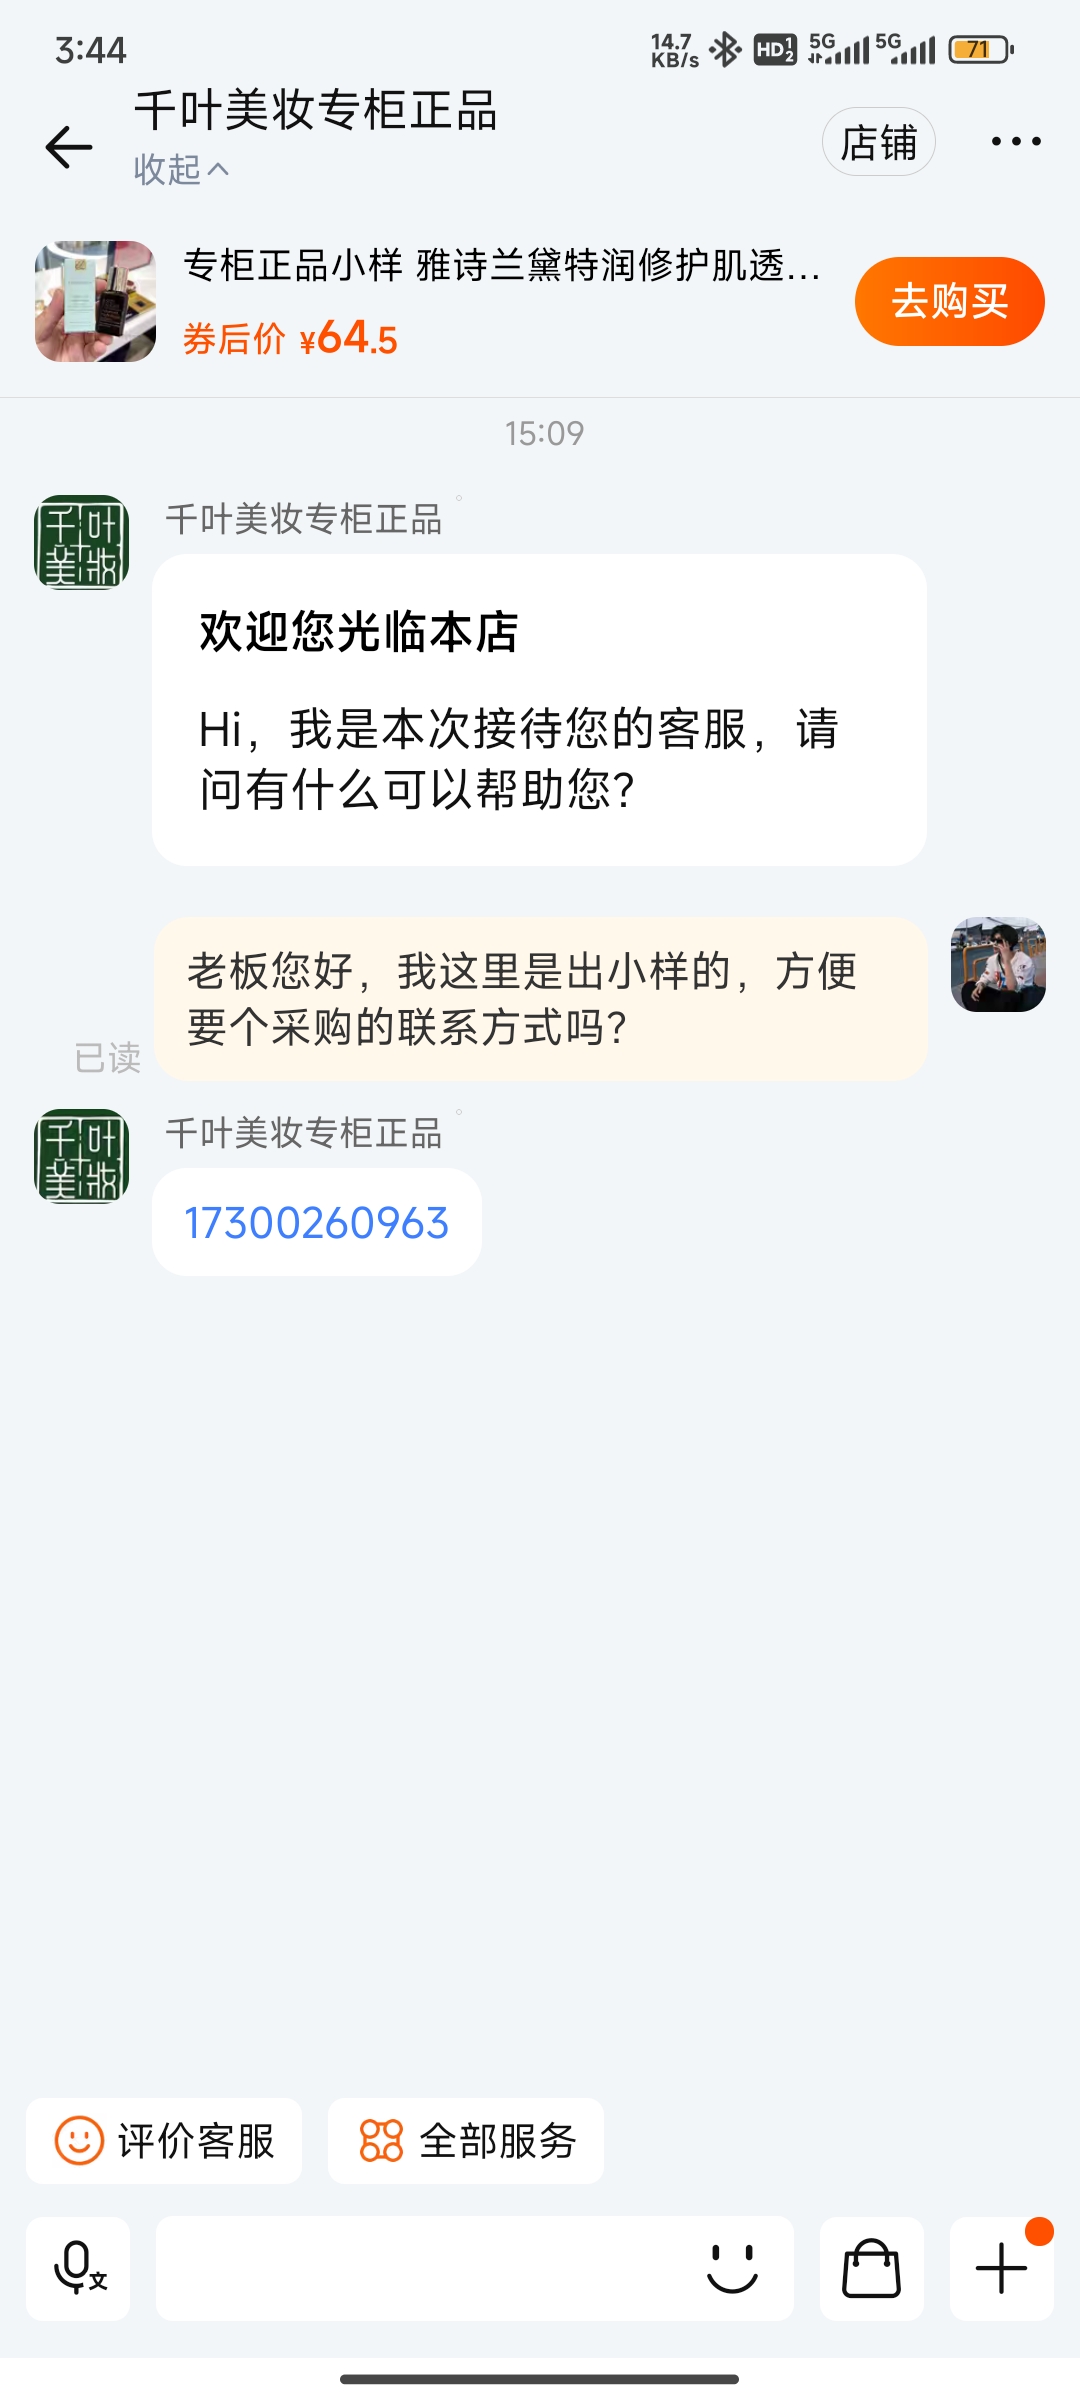 3:44
14.7
KB/s
HD 1 2
5G
5G
71
千叶美妆专柜正品
收起
店铺
专柜正品小样 雅诗兰黛特润修护肌透...
券后价 ¥64.5
去购买
15:09
千叶美妆
千叶美妆专柜正品
欢迎您光临本店
Hi，我是本次接待您的客服，请
问有什么可以帮助您?
老板您好，我这里是出小样的，方便
要个采购的联系方式吗?
已读
千叶美妆
千叶美妆专柜正品
17300260963
评价客服
全部服务
文